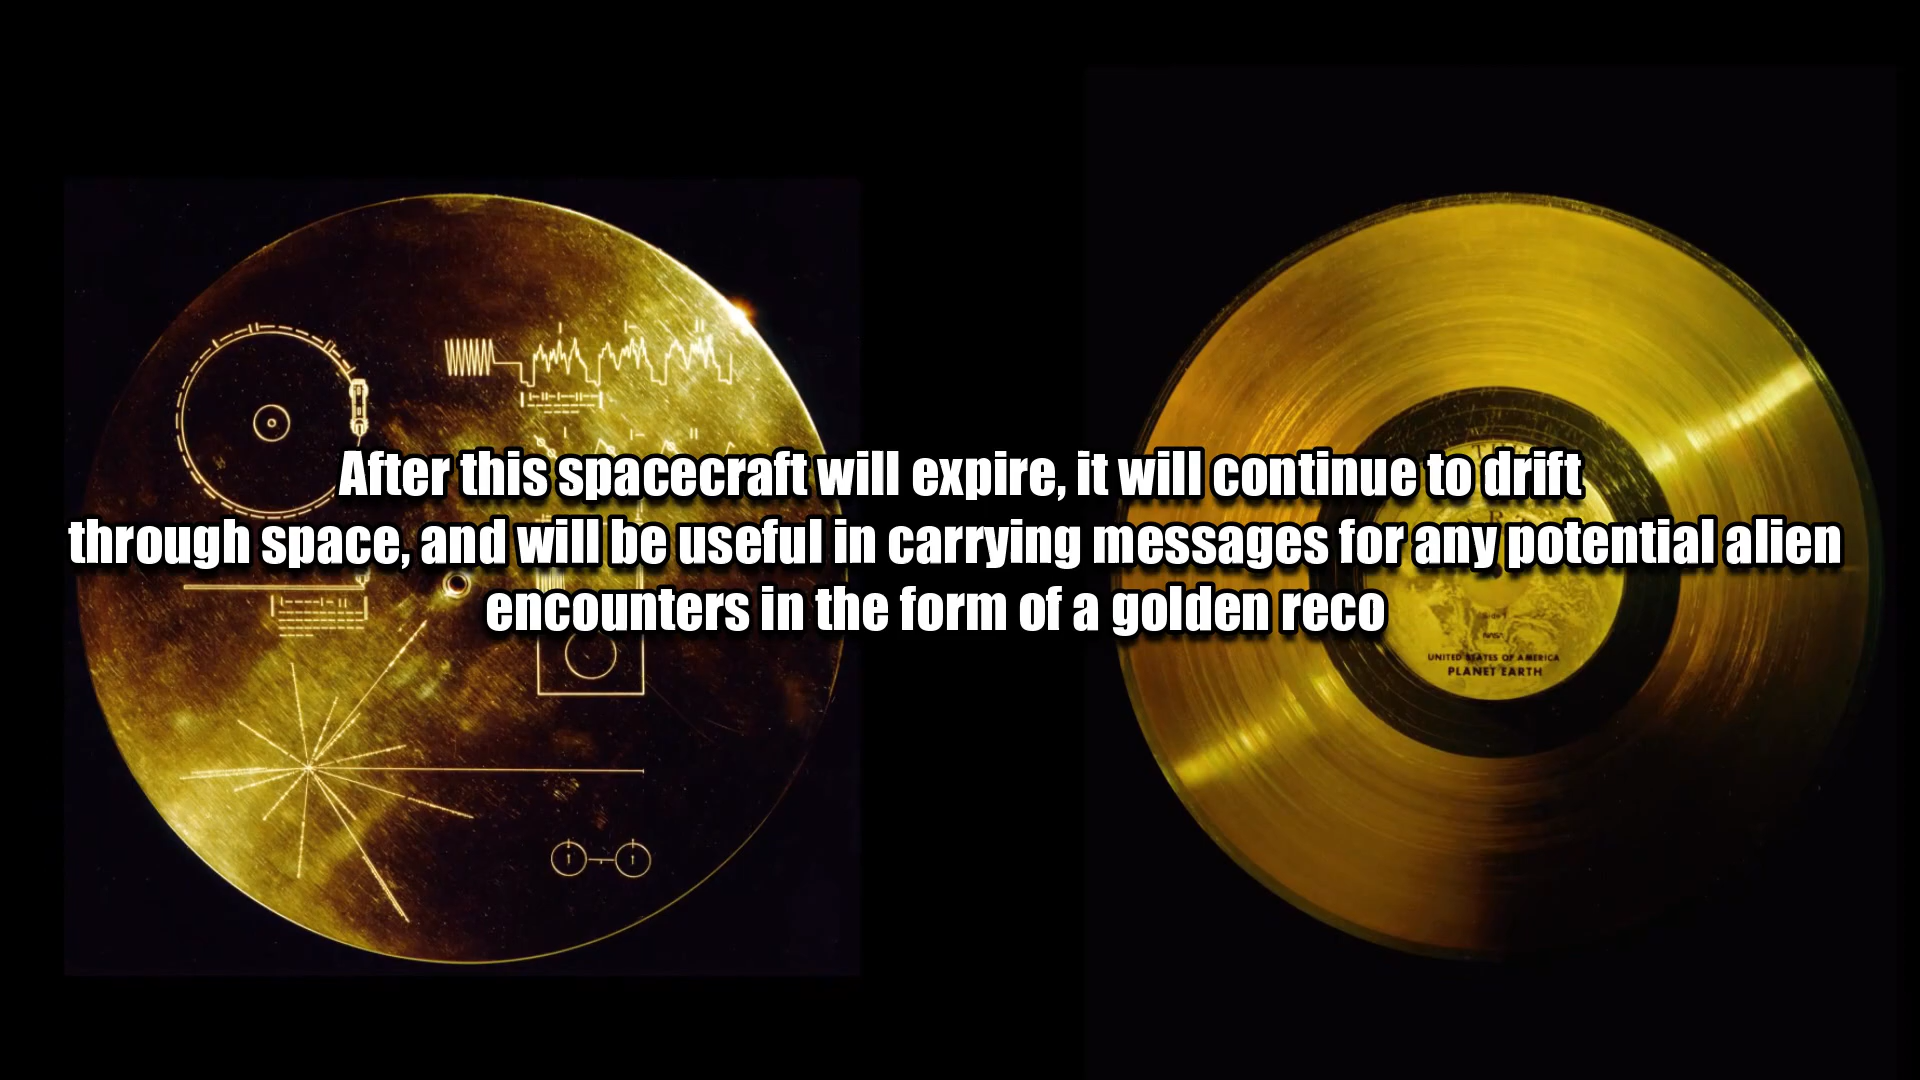 After this spacecraft will expire, it will continue to drift
through space, and will be useful in carrying messages for any potential alien
encounters in the form of a golden reco
NASA
UNITED STATES OF AMERICA
PLANET EARTH